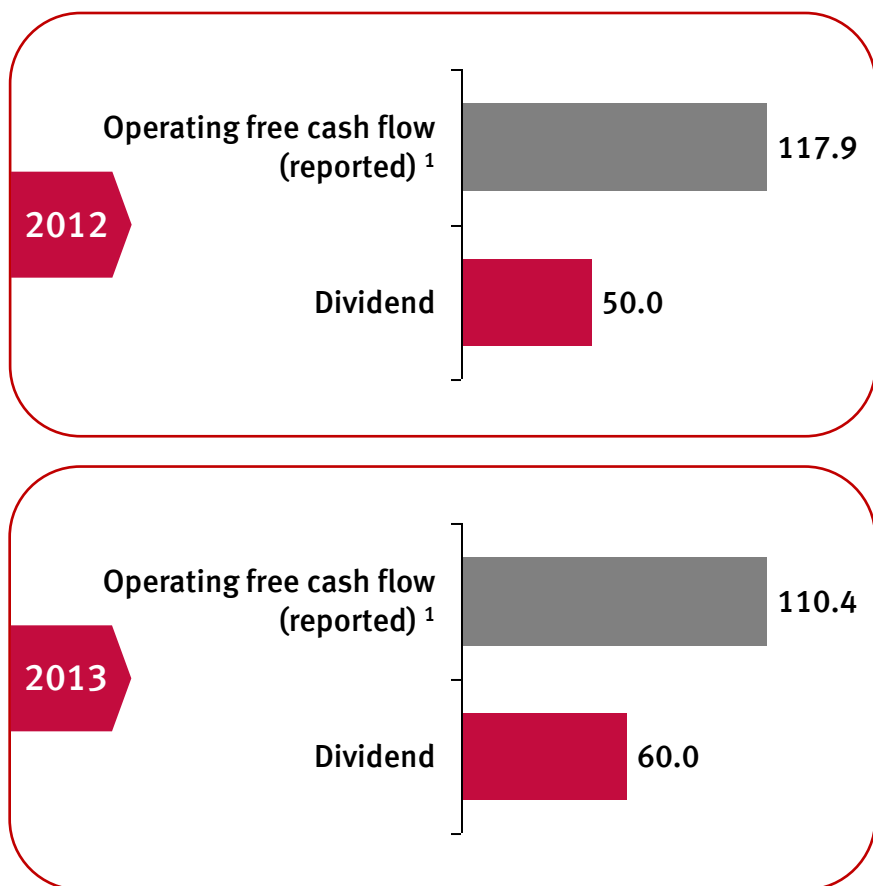 Operating free cash flow
(reported) 1
117.9
2012
Dividend
50.0
Operating free cash flow
(reported) 1
110.4
2013
Dividend
60.0